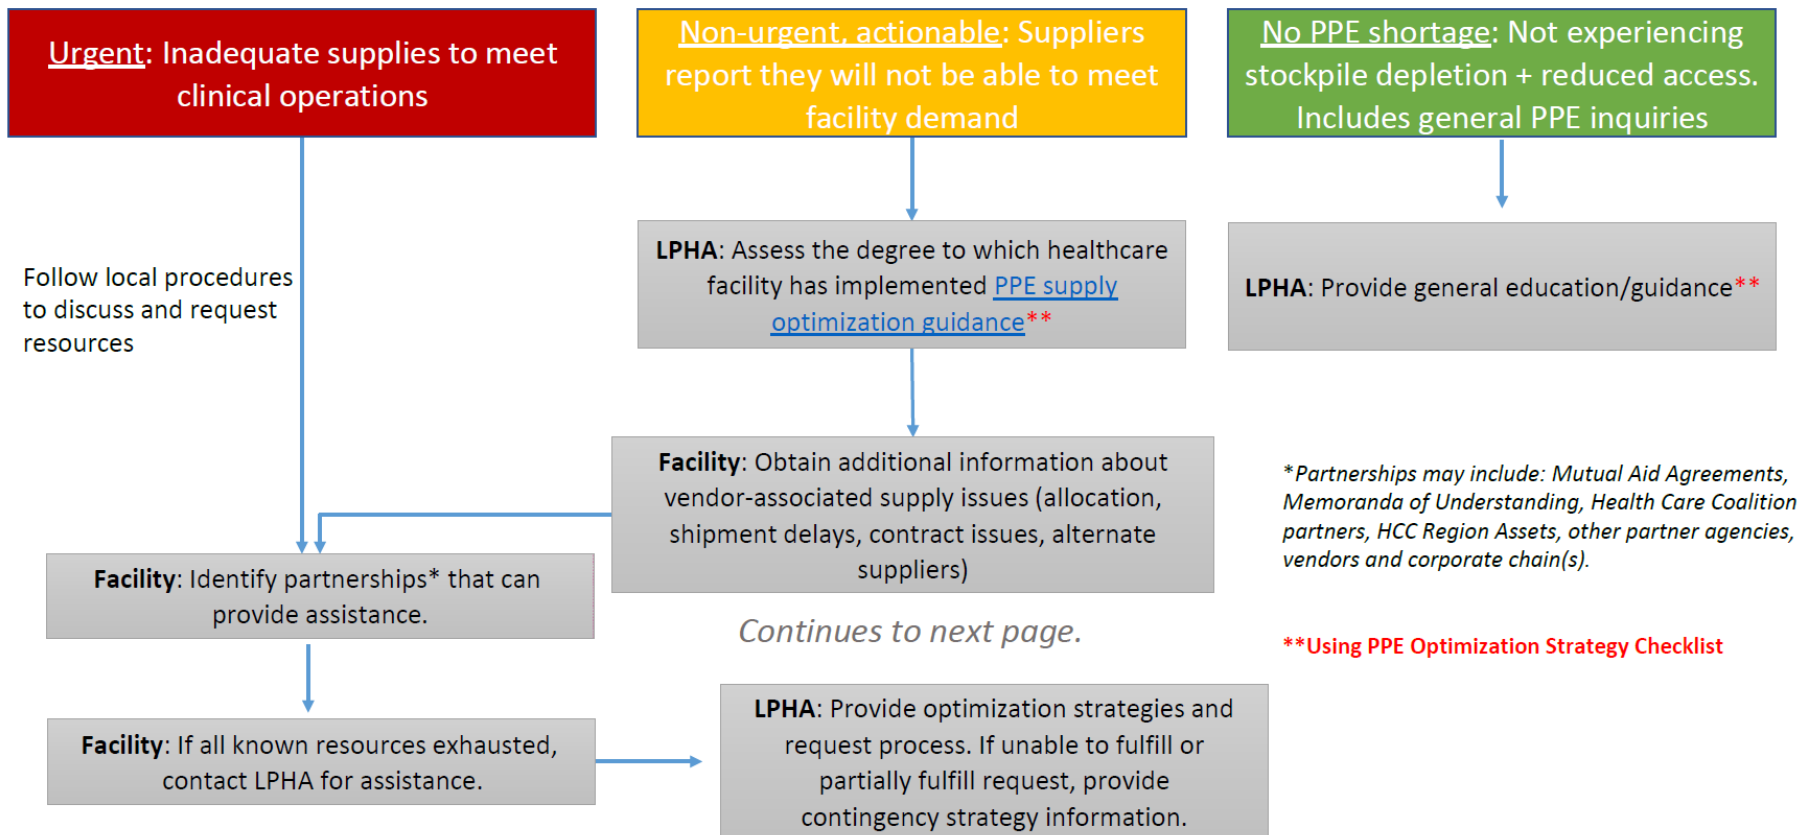 Urgent: Inadequate supplies to meet
clinical operations
Non-urgent, actionable: Suppliers
report they will not be able to meet
facility demand
No PPE shortage: Not experiencing
stockpile depletion + reduced access.
Includes general PPE inquiries
Follow local procedures
to discuss and request
resources
LPHA: Assess the degree to which healthcare
facility has implemented PPE supply
optimization guidance**
LPHA: Provide general education/guidance**
Facility: Obtain additional information about
vendor-associated supply issues (allocation,
shipment delays, contract issues, alternate
suppliers)
*Partnerships may include: Mutual Aid Agreements,
Memoranda of Understanding, Health Care Coalition
partners, HCC Region Assets, other partner agencies,
vendors and corporate chain(s).
Facility: Identify partnerships* that can
provide assistance.
Continues to next page.
**Using PPE Optimization Strategy Checklist
Facility: If all known resources exhausted,
contact LPHA for assistance.
LPHA: Provide optimization strategies and
request process. If unable to fulfill or
partially fulfill request, provide
contingency strategy information.